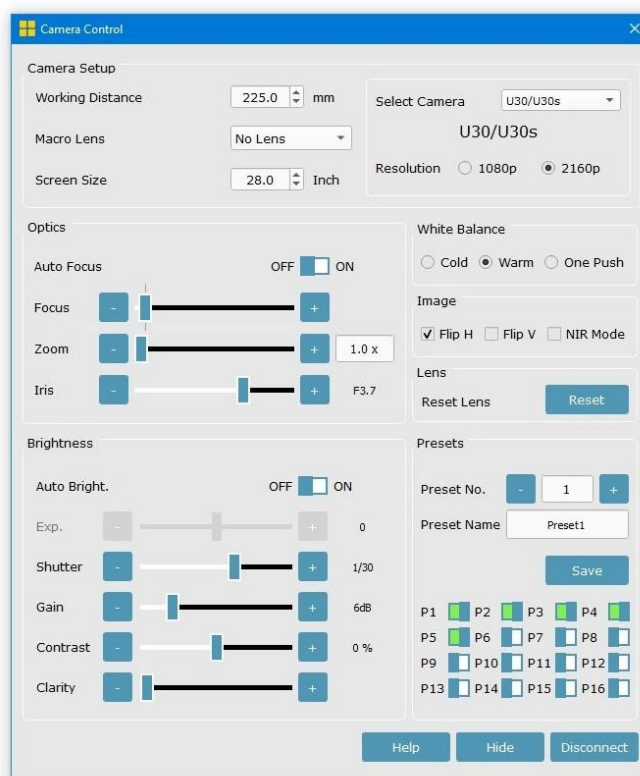 Camera Control
Camera Setup
Working Distance 225.0 mm
Macro Lens No Lens
Screen Size 28.0 Inch
Select Camera U30/U30s
U30/U30s
Resolution 1080p 2160p
Optics
Auto Focus OFF ON
Focus - +
Zoom - + 1.0 x
Iris - + F3.7
White Balance
Cold Warm One Push
Image
Flip H Flip V NIR Mode
Lens
Reset Lens Reset
Brightness
Auto Bright. OFF ON
Exp. - + 0
Shutter - + 1/30
Gain - + 6dB
Contrast - + 0 %
Clarity - +
Presets
Preset No. - 1 +
Preset Name Preset1
Save
P1 P2 P3 P4
P5 P6 P7 P8
P9 P10 P11 P12
P13 P14 P15 P16
Help Hide Disconnect